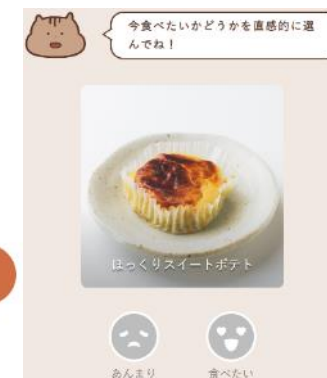 今食べたいかどうかを直感的に選
んでね！
ほっくりスイートポテト
あんまり
食べたい